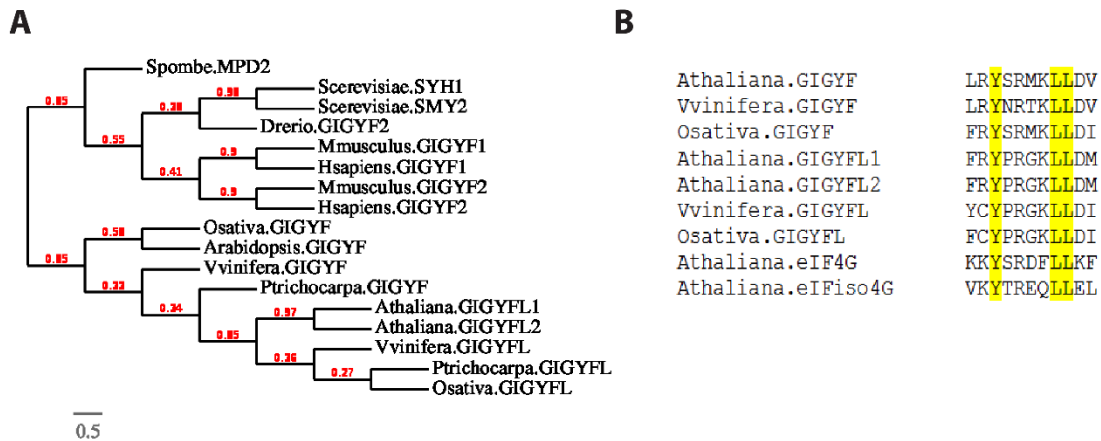 A
B
Spombe.MPD2
0.85
Scerevisiae.SYH1
0.98
0.38
Scerevisiae.SMY2
Drerio.GIGYF2
0.55
Mmusculus.GIGYF1
0.9
0.41
Hsapiens.GIGYF1
Mmusculus.GIGYF2
0.9
Hsapiens.GIGYF2
Osativa.GIGYF
0.58
0.85
Arabidopsis.GIGYF
Vvinifera.GIGYF
0.33
Ptrichocarpa.GIGYF
0.34
Athaliana.GIGYFL1
0.97
0.85
Athaliana.GIGYFL2
Vvinifera.GIGYFL
0.36
Ptrichocarpa.GIGYFL
0.27
Osativa.GIGYFL
0.5
Athaliana.GIGYF LRYSRMKLLDV
Vvinifera.GIGYF LRYNRTKLLDV
Osativa.GIGYF FRYSRMKLLDI
Athaliana.GIGYFL1 FRYPRGKLLDM
Athaliana.GIGYFL2 FRYPRGKLLDM
Vvinifera.GIGYFL YCYPRGKLLDI
Osativa.GIGYFL FCYPRGKLLDI
Athaliana.eIF4G KKYSRDFLLKF
Athaliana.eIFiso4G VKYTREQLLEL